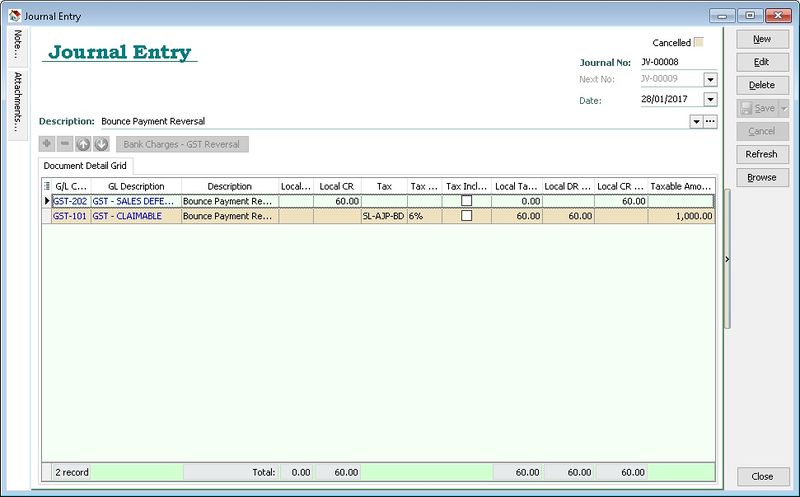 Journal Entry
Note...
Attachments...
Journal Entry
Cancelled
Journal No: JV-00008
Next No: JV-00009
Date: 28/01/2017
Description: Bounce Payment Reversal
Bank Charges - GST Reversal
Document Detail Grid
G/L C... GL Description Description Local... Local CR Tax Tax ... Tax Incl... Local Ta... Local DR ... Local CR ... Taxable Amo...
GST-202 GST - SALES DEFE... Bounce Payment Re... 60.00 0.00 60.00
GST-101 GST - CLAIMABLE Bounce Payment Re... SL-AJP-BD 6% 60.00 60.00 1,000.00
2 record Total: 0.00 60.00 60.00 60.00 60.00
New
Edit
Delete
Save
Cancel
Refresh
Browse
Close